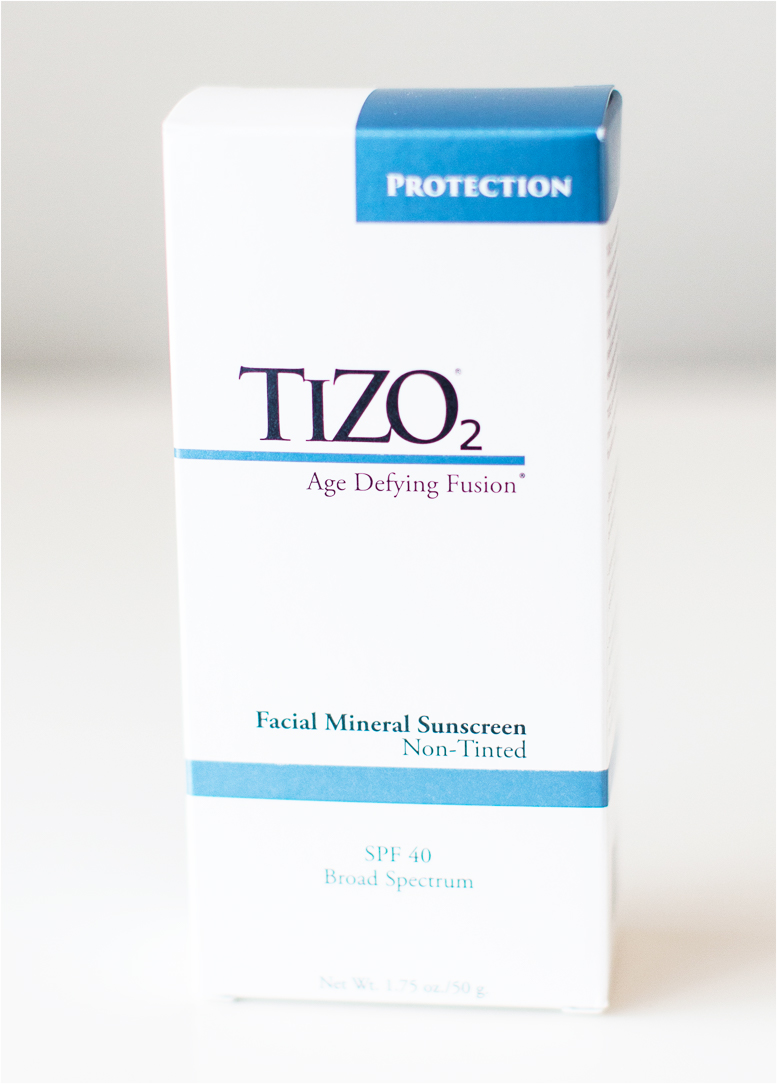 PROTECTION
TIZO2®
Age Defying Fusion®
Facial Mineral Sunscreen
Non-Tinted
SPF 40
Broad Spectrum
Net Wt. 1.75 oz./50 g